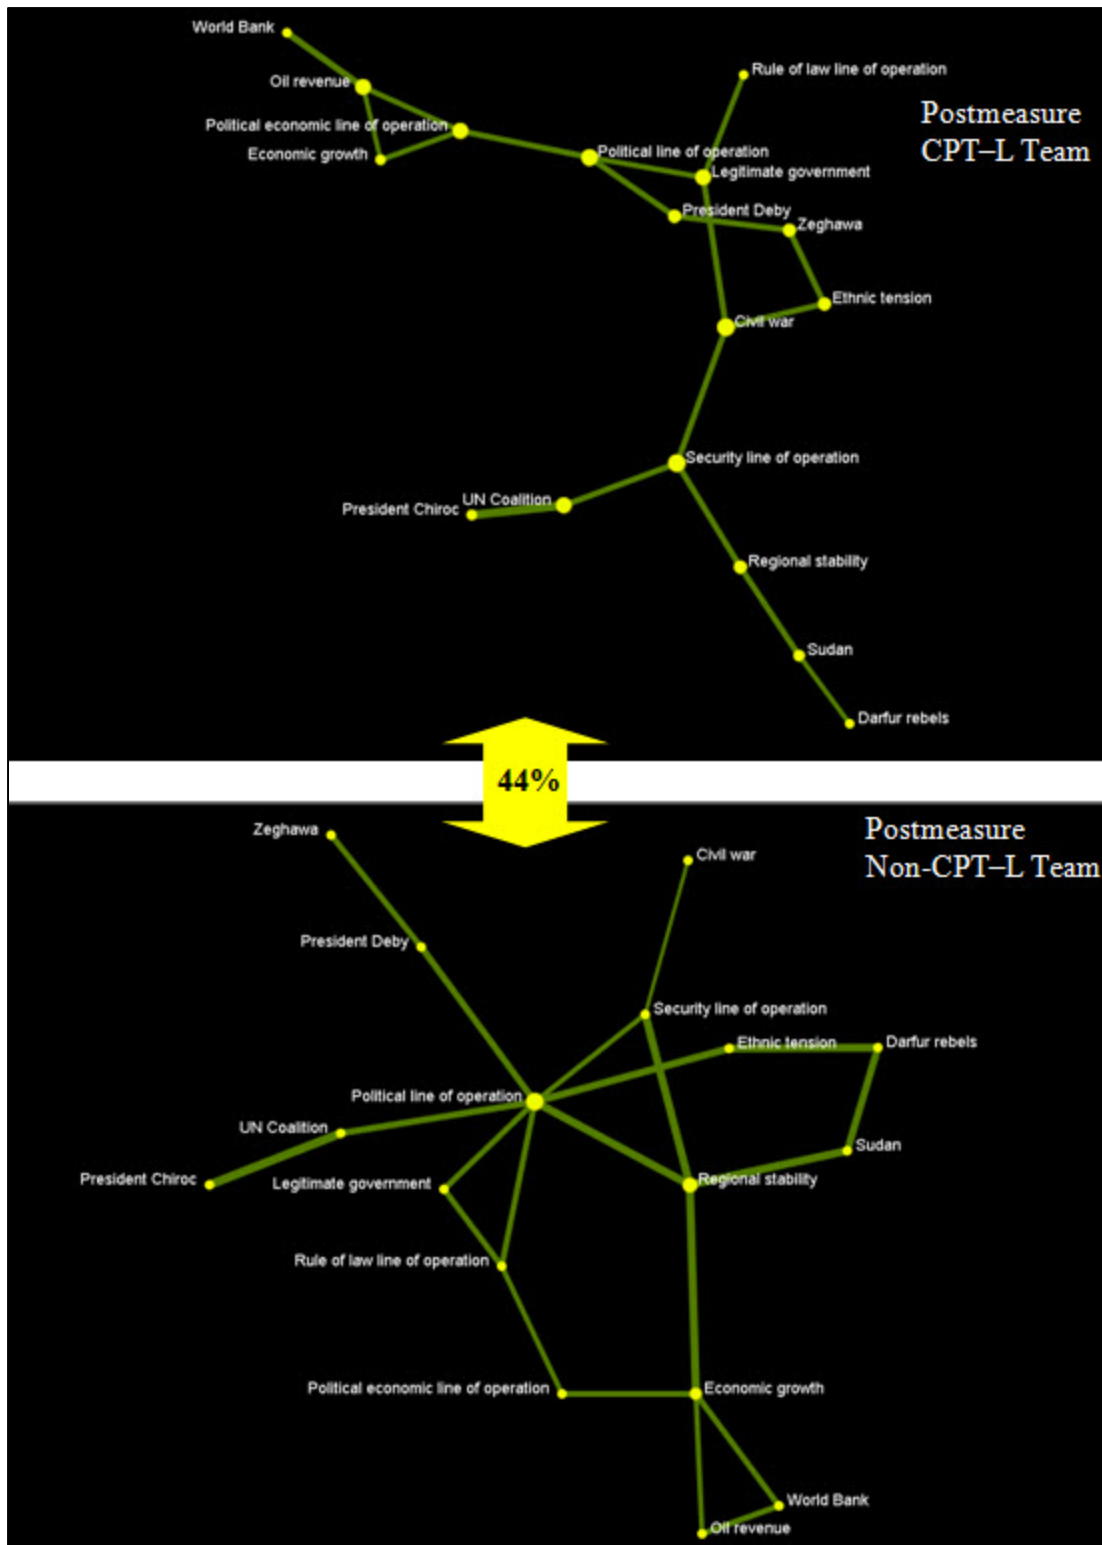 World Bank
Rule of law line of operation
Oil revenue
Postmeasure
CPT–L Team
Political economic line of operation
Economic growth
Political line of operation
Legitimate government
President Deby
Zeghawa
Ethnic tension
Civil war
Security line of operation
UN Coalition
President Chiroc
Regional stability
Sudan
Darfur rebels
44%
Postmeasure
Non-CPT–L Team
Zeghawa
Civil war
President Deby
Security line of operation
Ethnic tension
Darfur rebels
Political line of operation
UN Coalition
Sudan
President Chiroc
Legitimate government
Regional stability
Rule of law line of operation
Political economic line of operation
Economic growth
World Bank
Oil revenue